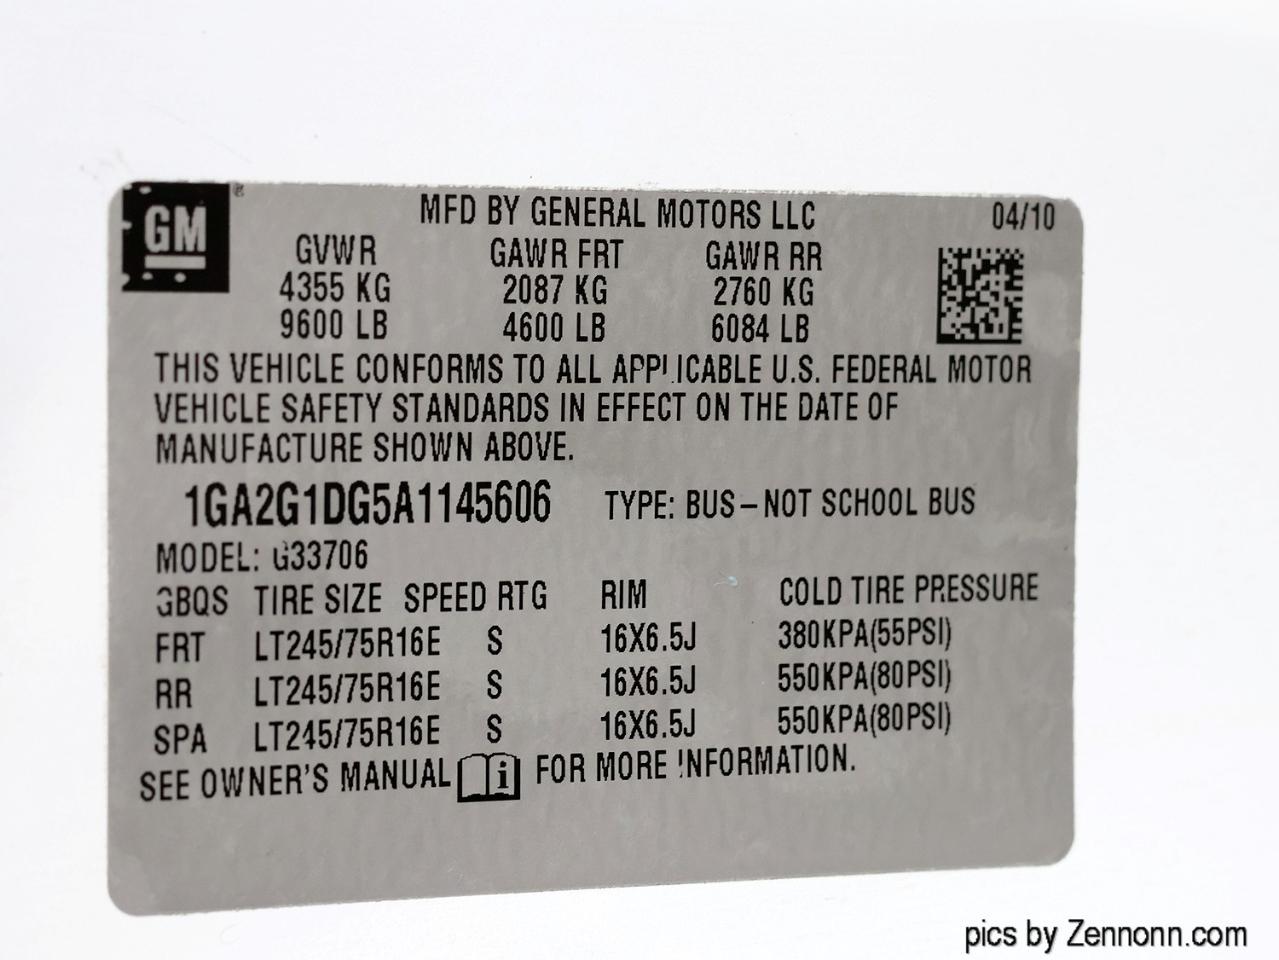 GM ®
MFD BY GENERAL MOTORS LLC 04/10
GVWR GAWR FRT GAWR RR
4355 KG 2087 KG 2760 KG
9600 LB 4600 LB 6084 LB
THIS VEHICLE CONFORMS TO ALL APPLICABLE U.S. FEDERAL MOTOR
VEHICLE SAFETY STANDARDS IN EFFECT ON THE DATE OF
MANUFACTURE SHOWN ABOVE.
1GA2G1DG5A1145606 TYPE: BUS – NOT SCHOOL BUS
MODEL: G33706
GBQS TIRE SIZE SPEED RTG RIM COLD TIRE PRESSURE
FRT LT245/75R16E S 16X6.5J 380KPA(55PSI)
RR LT245/75R16E S 16X6.5J 550KPA(80PSI)
SPA LT245/75R16E S 16X6.5J 550KPA(80PSI)
SEE OWNER'S MANUAL i FOR MORE INFORMATION.
pics by Zennonn.com